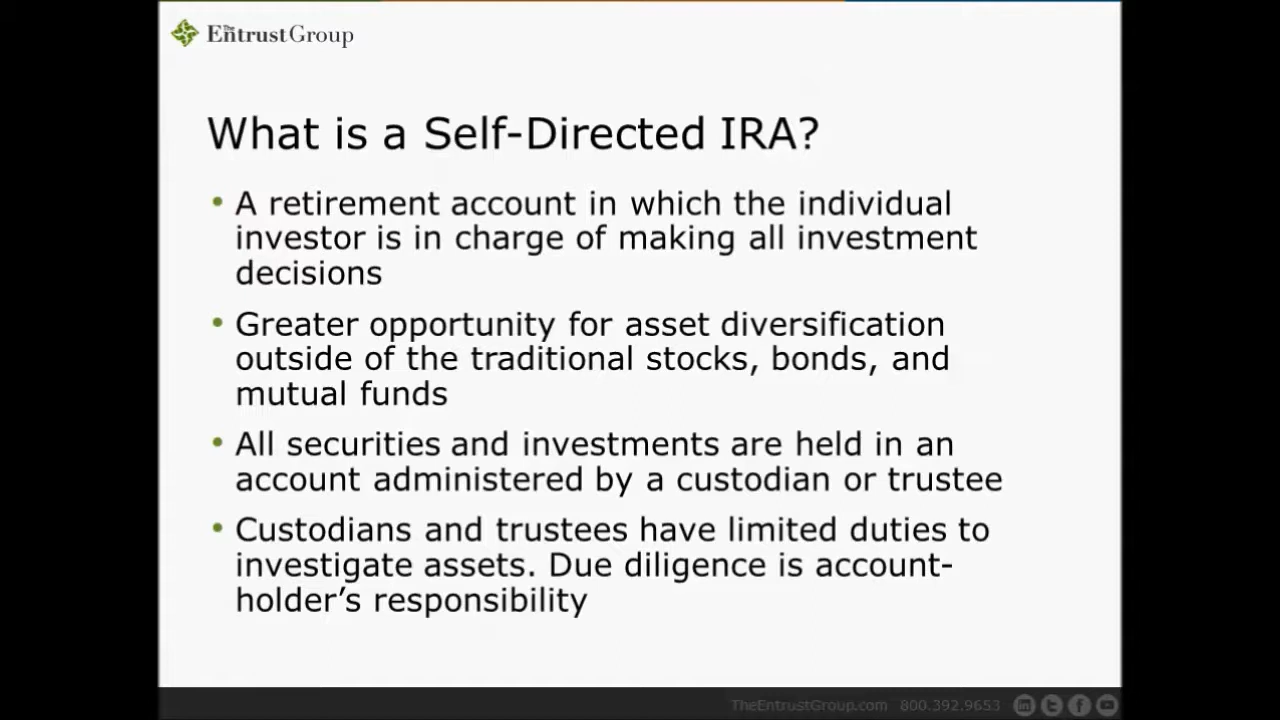 The EntrustGroup
What is a Self-Directed IRA?
• A retirement account in which the individual
investor is in charge of making all investment
decisions
• Greater opportunity for asset diversification
outside of the traditional stocks, bonds, and
mutual funds
• All securities and investments are held in an
account administered by a custodian or trustee
• Custodians and trustees have limited duties to
investigate assets. Due diligence is account-
holder’s responsibility
TheEntrustGroup.com 800.392.9653